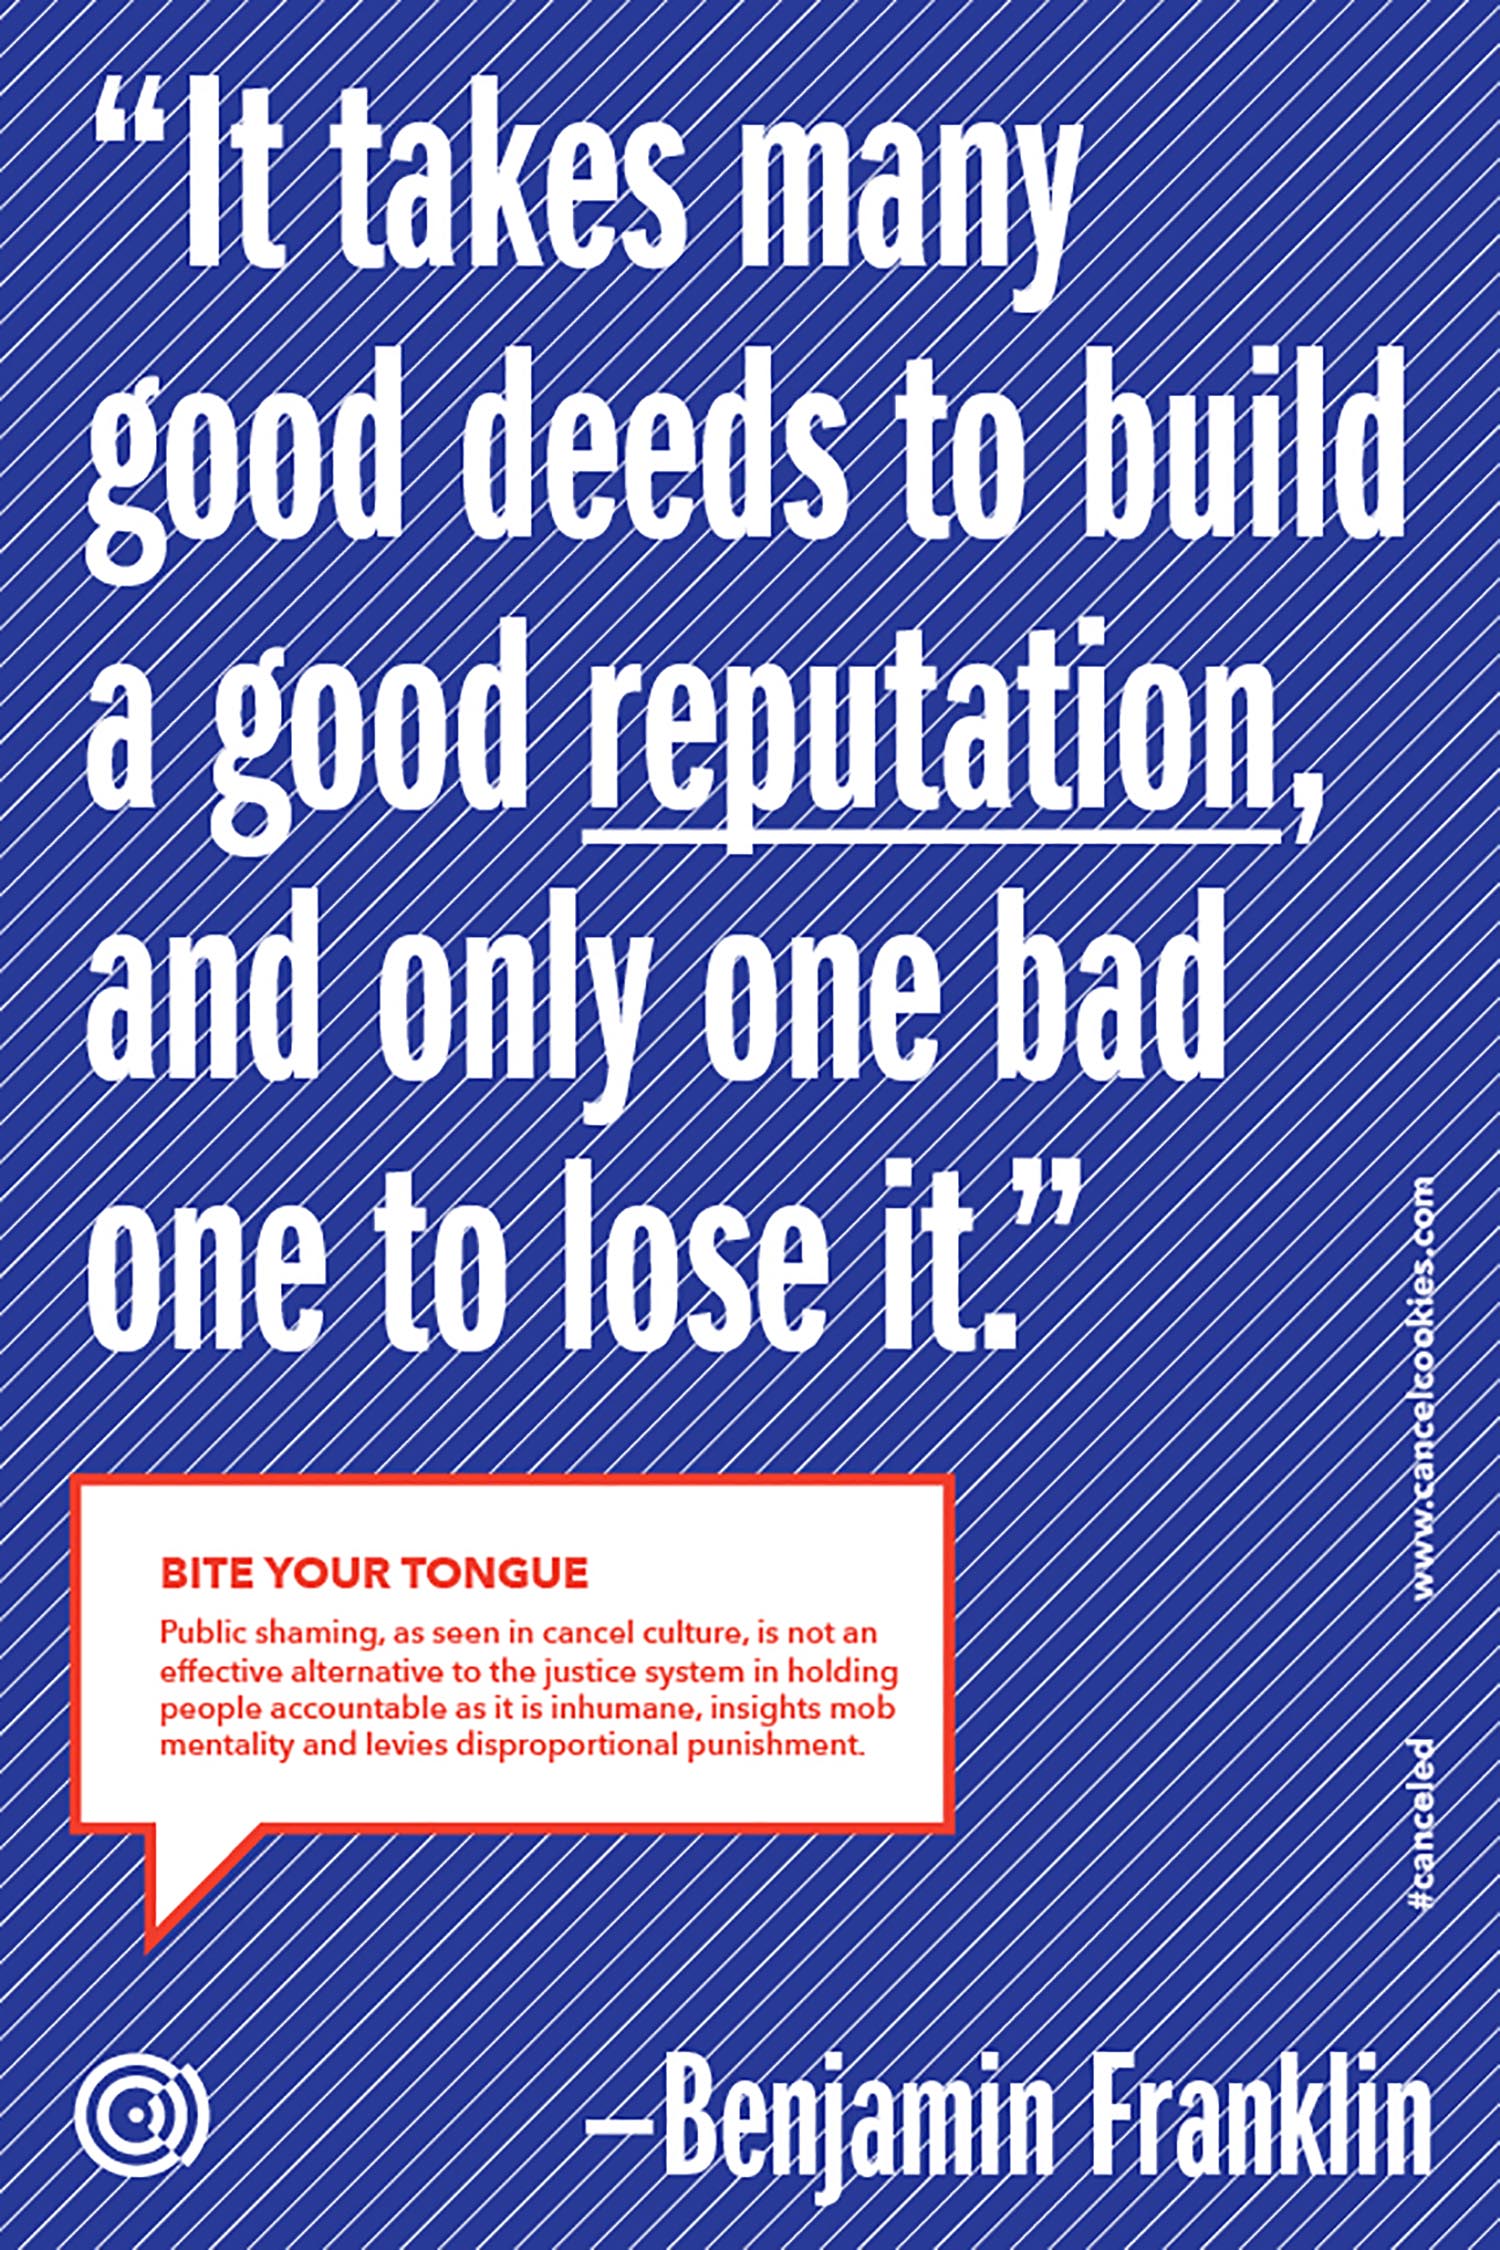 “It takes many
good deeds to build
a good reputation,
and only one bad
one to lose it.”
www.cancelcookies.com
BITE YOUR TONGUE
Public shaming, as seen in cancel culture, is not an
effective alternative to the justice system in holding
people accountable as it is inhumane, insights mob
mentality and levies disproportional punishment.
#canceled
—Benjamin Franklin